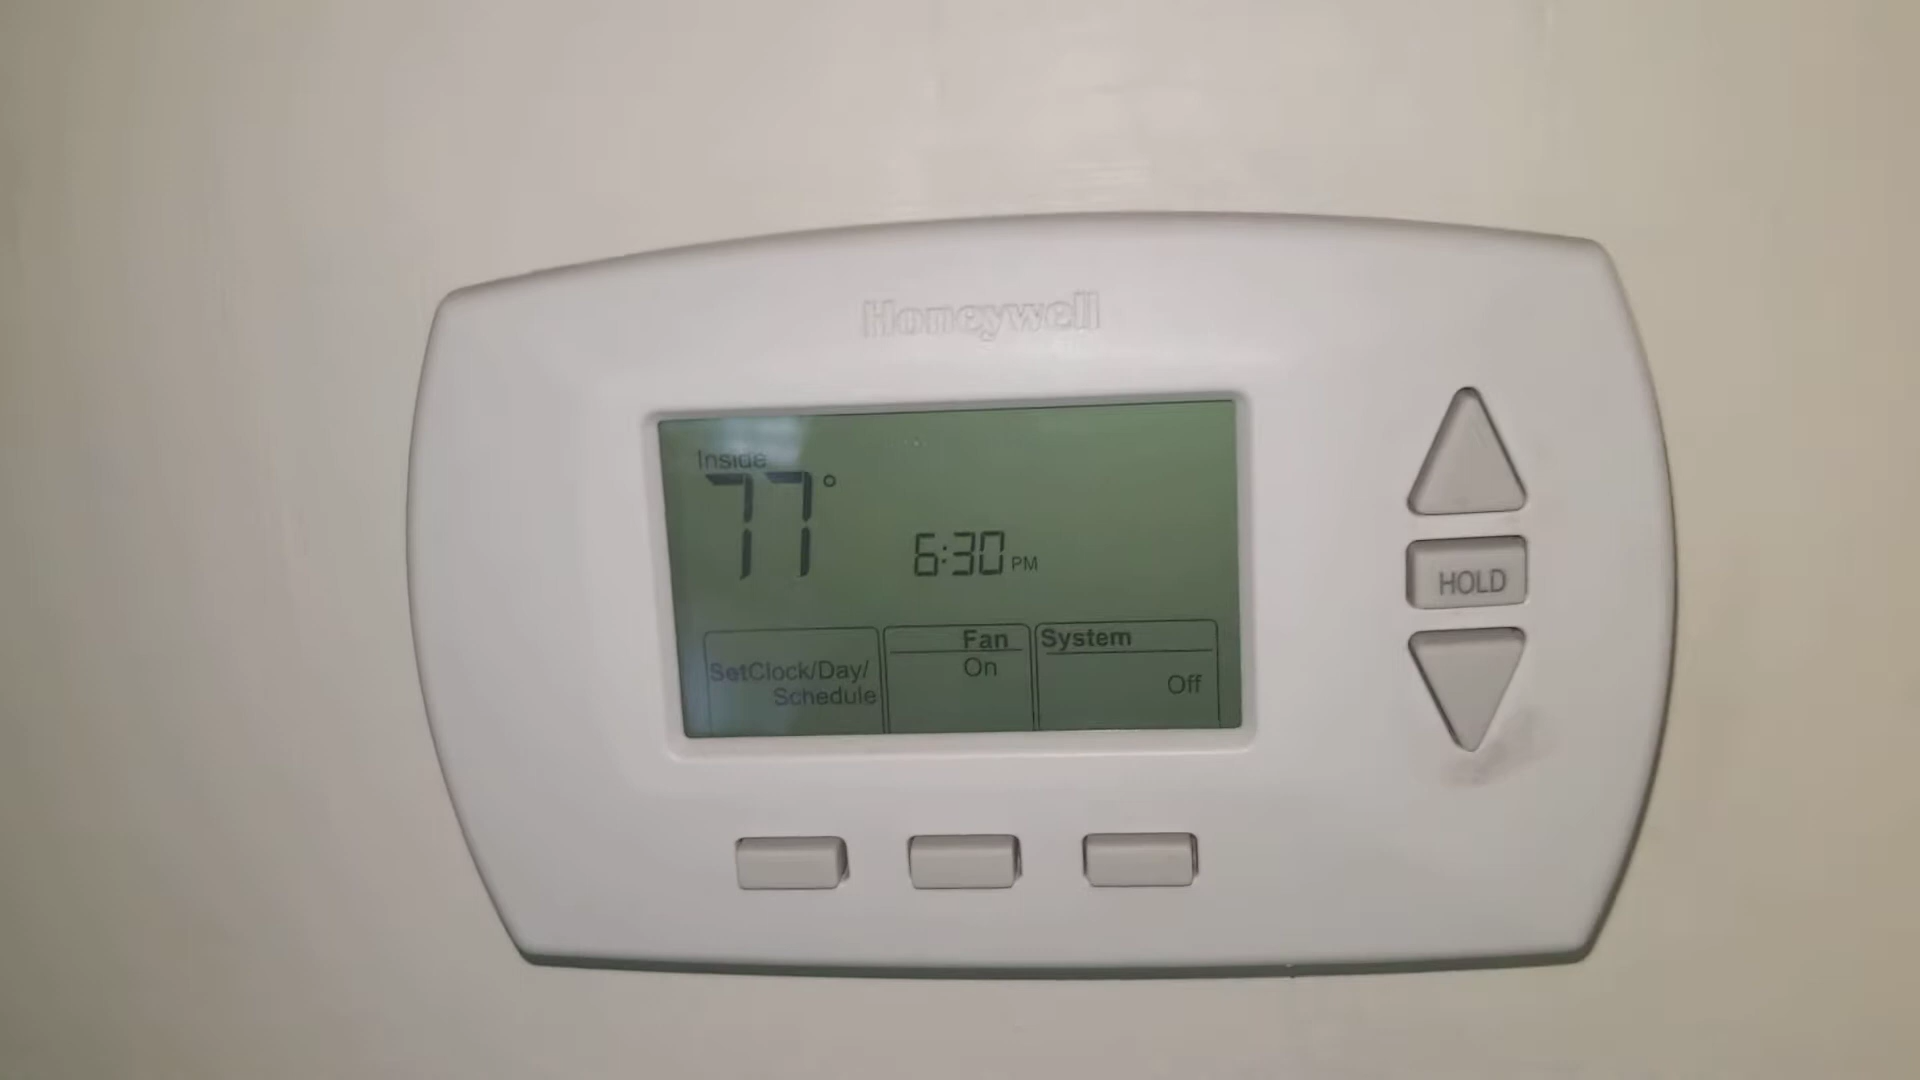 Honeywell
Inside
77°
6:30 PM
SetClock/Day/
Schedule
Fan
On
System
Off
HOLD